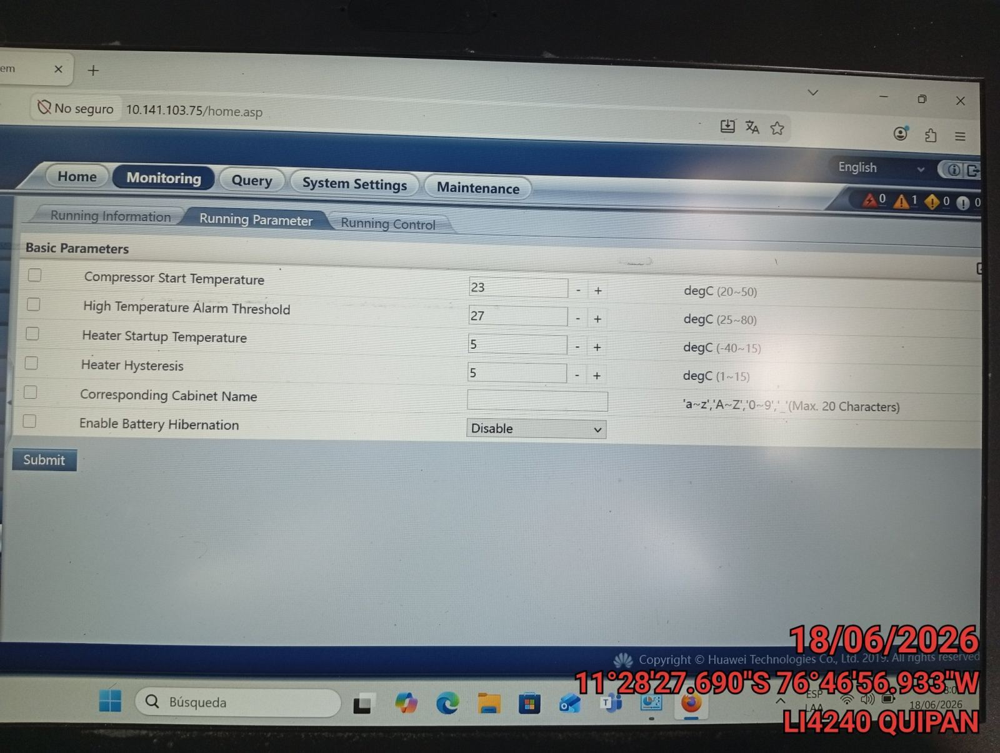 em
No seguro 10.141.103.75/home.asp
English
Home Monitoring Query System Settings Maintenance
0 1 0 0
Running Information Running Parameter Running Control
Basic Parameters
Compressor Start Temperature 23 - + degC (20~50)
High Temperature Alarm Threshold 27 - + degC (25~80)
Heater Startup Temperature 5 - + degC (-40~15)
Heater Hysteresis 5 - + degC (1~15)
Corresponding Cabinet Name 'a~z','A~Z','0~9','_'(Max. 20 Characters)
Enable Battery Hibernation Disable
Submit
18/06/2026
Copyright © Huawei Technologies Co., Ltd. 2019. All rights reserved
11°28'27.690"S 76°46'56.933"W
Búsqueda
ESP
LAA
18/06/2026
LI4240 QUIPAN